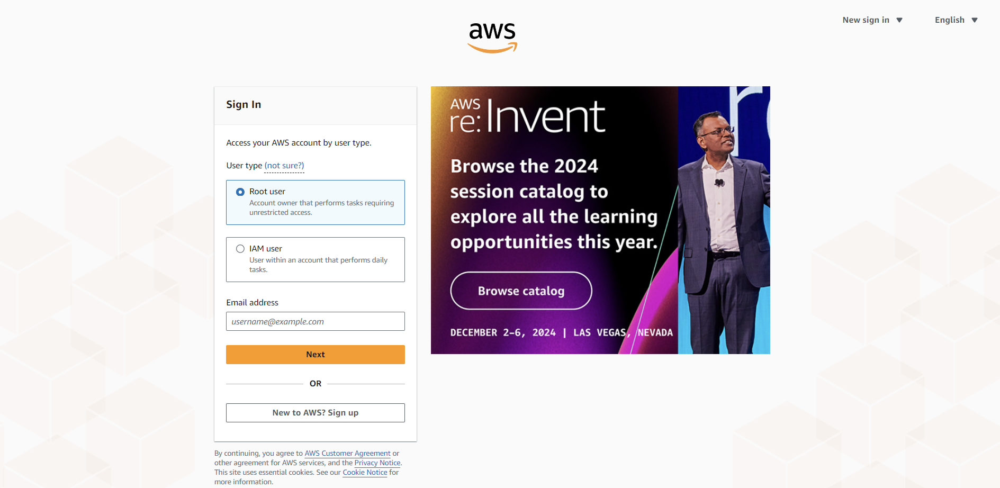 New sign in
English
aws
Sign In
Access your AWS account by user type.
User type (not sure?)
Root user
Account owner that performs tasks requiring
unrestricted access.
IAM user
User within an account that performs daily
tasks.
Email address
username@example.com
Next
OR
New to AWS? Sign up
By continuing, you agree to AWS Customer Agreement or
other agreement for AWS services, and the Privacy Notice.
This site uses essential cookies. See our Cookie Notice for
more information.
AWS
re:Invent
Browse the 2024
session catalog to
explore all the learning
opportunities this year.
Browse catalog
DECEMBER 2–6, 2024 | LAS VEGAS, NEVADA